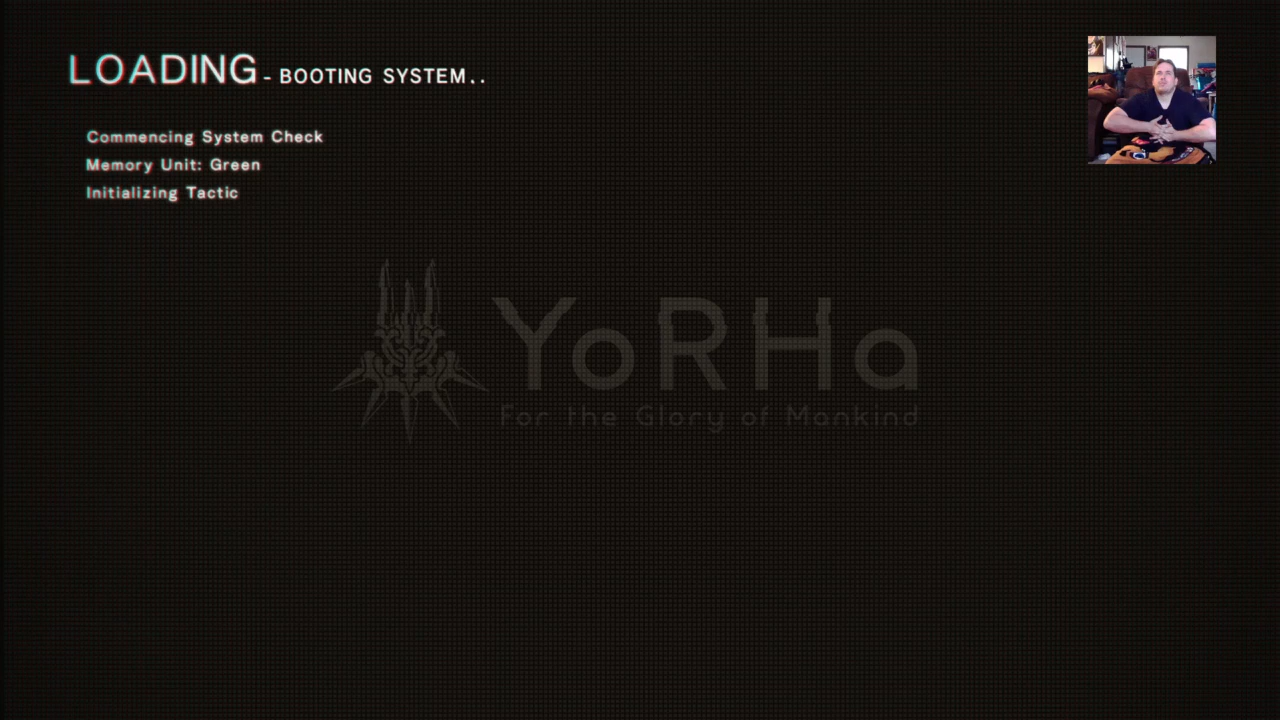 LOADING - BOOTING SYSTEM..
Commencing System Check
Memory Unit: Green
Initializing Tactic
YoRHa
For the Glory of Mankind